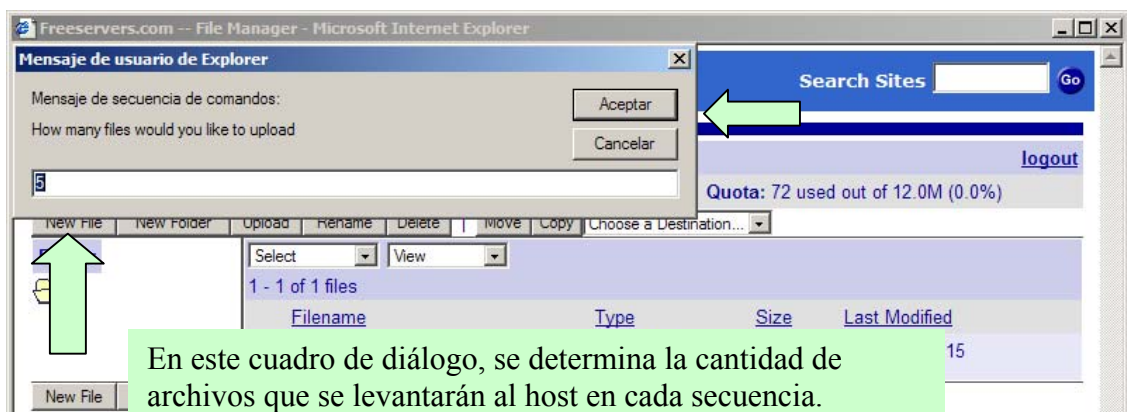 Freeservers.com -- File Manager - Microsoft Internet Explorer
Mensaje de usuario de Explorer
Search Sites Go
Mensaje de secuencia de comandos:
Aceptar
How many files would you like to upload
Cancelar
logout
5
Quota: 72 used out of 12.0M (0.0%)
New File New Folder Upload Rename Delete Move Copy Choose a Destination...
Select View
1 - 1 of 1 files
Filename Type Size Last Modified
15
En este cuadro de diálogo, se determina la cantidad de
archivos que se levantarán al host en cada secuencia.
New File